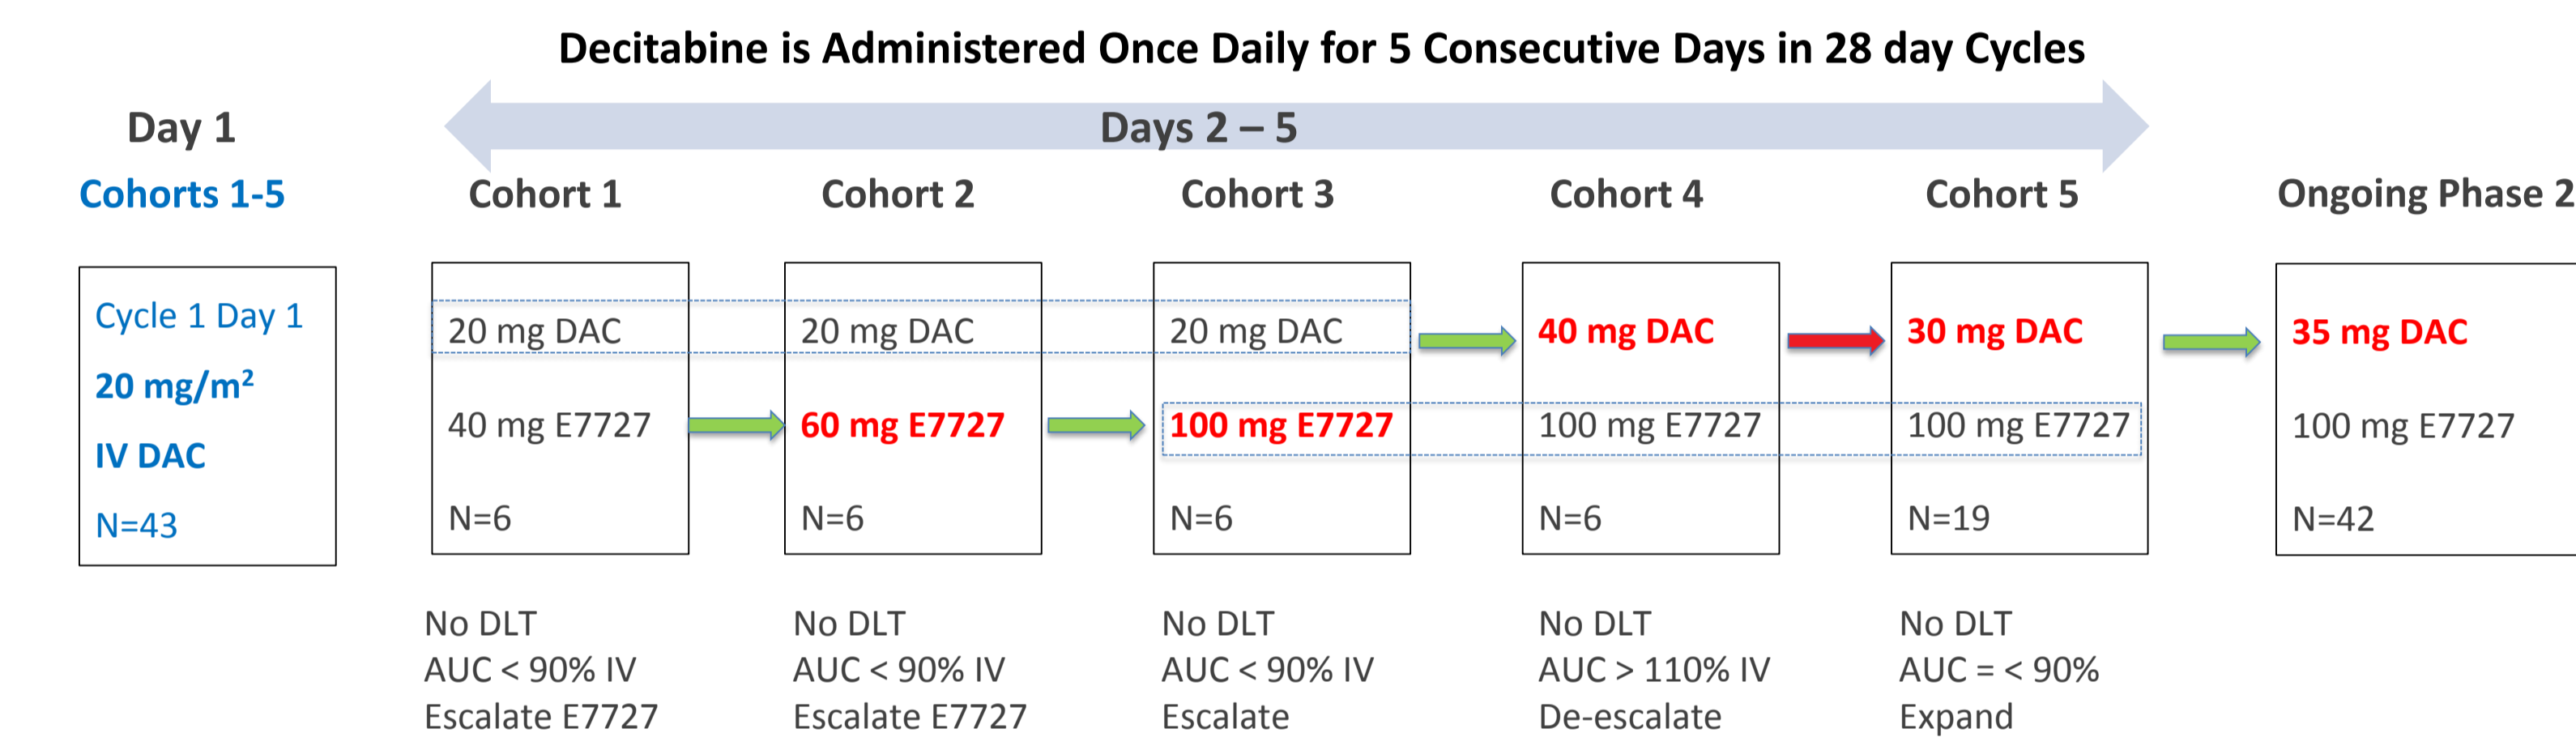 Decitabine is Administered Once Daily for 5 Consecutive Days in 28 day Cycles
Day 1
Days 2 – 5
Cohorts 1-5
Cohort 1
Cohort 2
Cohort 3
Cohort 4
Cohort 5
Ongoing Phase 2
Cycle 1 Day 1
20 mg/m²
IV DAC
N=43
20 mg DAC
40 mg E7727
N=6
No DLT
AUC < 90% IV
Escalate E7727
20 mg DAC
60 mg E7727
N=6
No DLT
AUC < 90% IV
Escalate E7727
20 mg DAC
100 mg E7727
N=6
No DLT
AUC < 90% IV
Escalate
40 mg DAC
100 mg E7727
N=6
No DLT
AUC > 110% IV
De-escalate
30 mg DAC
100 mg E7727
N=19
No DLT
AUC = < 90%
Expand
35 mg DAC
100 mg E7727
N=42